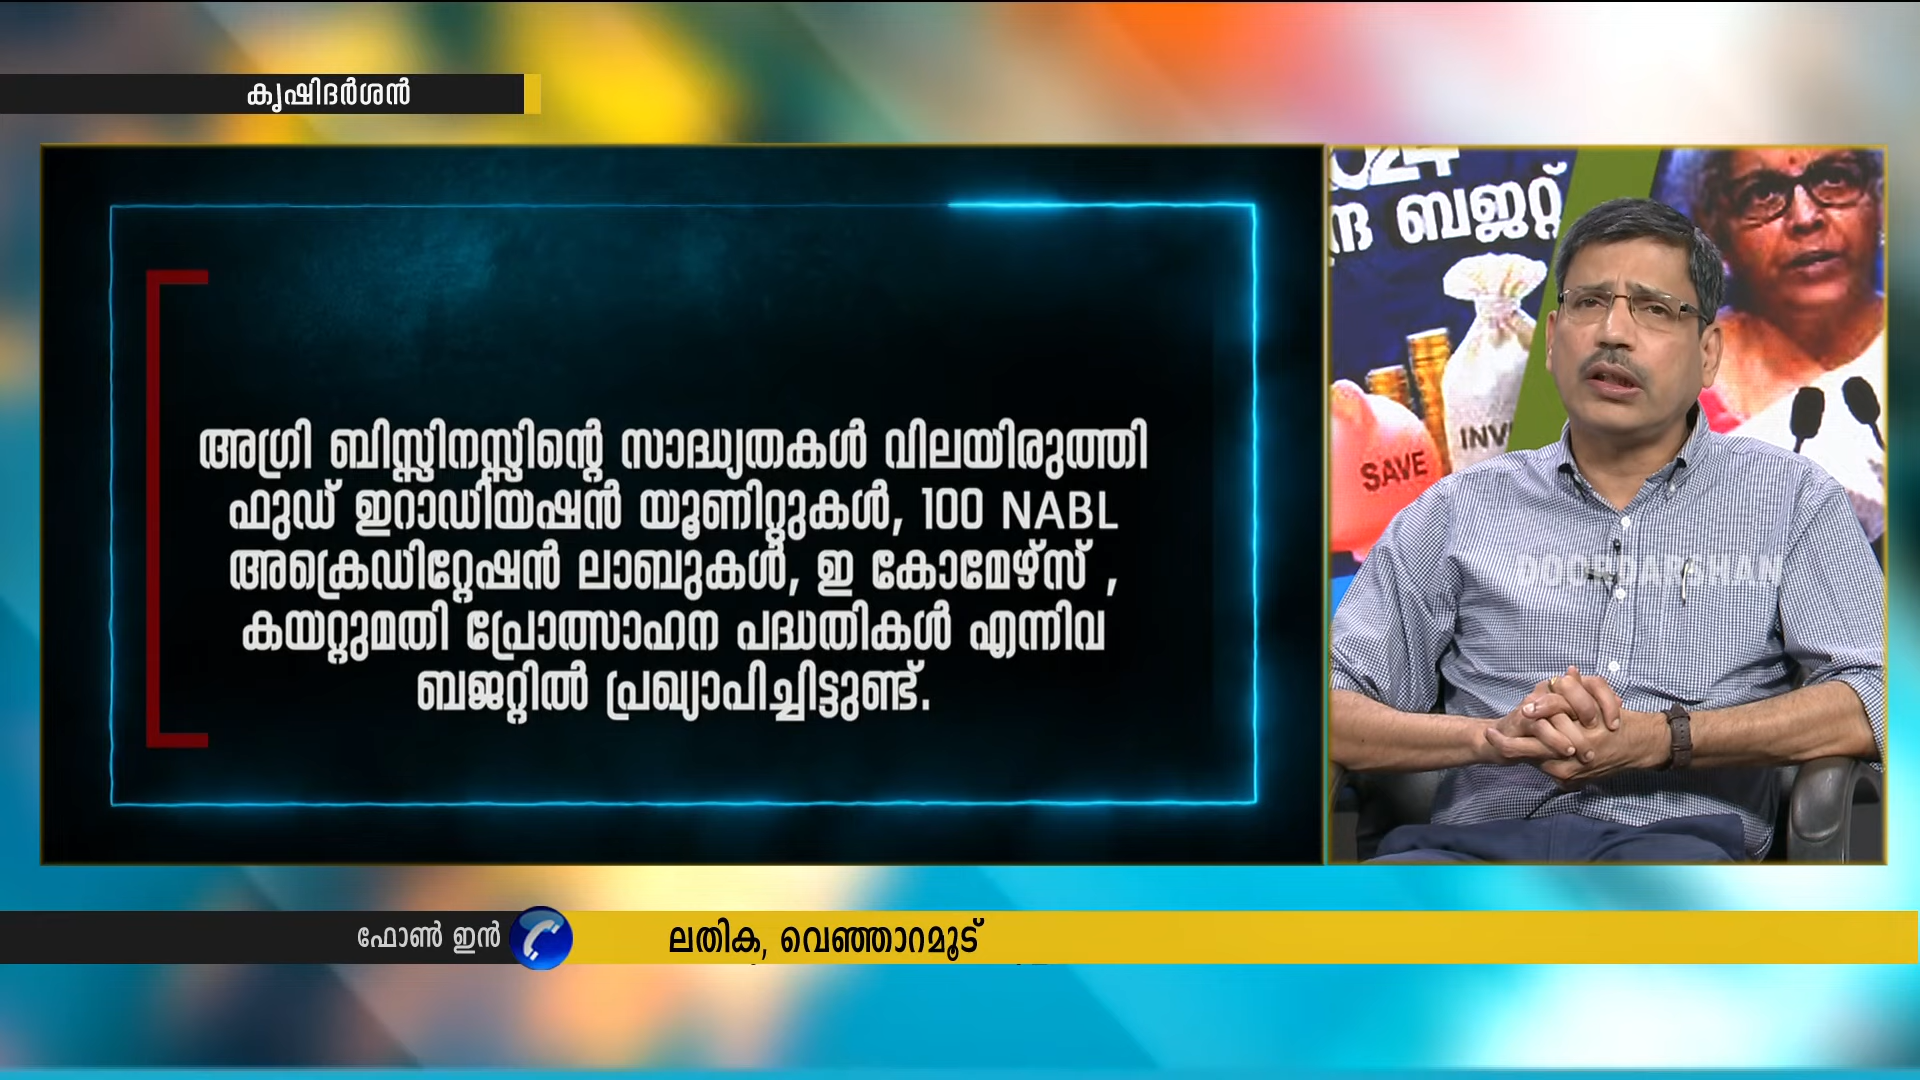 കൃഷിദർശൻ
2024
ബജറ്റ്
INV
SAVE
അഗ്രി ബിസ്സിനസ്സിന്റെ സാദ്ധ്യതകൾ വിലയിരുത്തി
ഫുഡ് ഇറാഡിയഷൻ യൂണിറ്റുകൾ, 100 NABL
അക്രെഡിറ്റേഷൻ ലാബുകൾ, ഇ കോമേഴ്സ് ,
കയറ്റുമതി പ്രോത്സാഹന പദ്ധതികൾ എന്നിവ
ബജറ്റിൽ പ്രഖ്യാപിച്ചിട്ടുണ്ട്.
DOORDARSHAN
ഫോൺ ഇൻ
ലതിക, വെഞ്ഞാറമൂട്